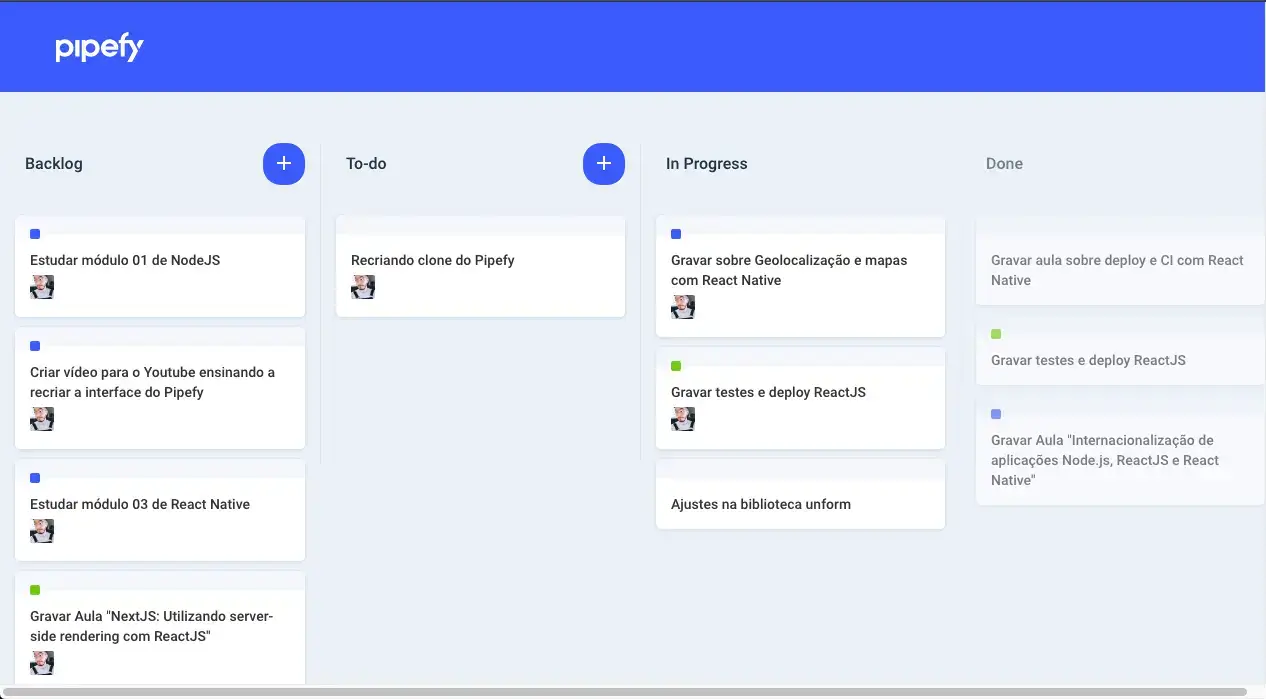 pipefy
Backlog
Estudar módulo 01 de NodeJS
Criar vídeo para o Youtube ensinando a
recriar a interface do Pipefy
Estudar módulo 03 de React Native
Gravar Aula "NextJS: Utilizando server-
side rendering com ReactJS"
To-do
Recriando clone do Pipefy
In Progress
Gravar sobre Geolocalização e mapas
com React Native
Gravar testes e deploy ReactJS
Ajustes na biblioteca unform
Done
Gravar aula sobre deploy e CI com React
Native
Gravar testes e deploy ReactJS
Gravar Aula "Internacionalização de
aplicações Node.js, ReactJS e React
Native"